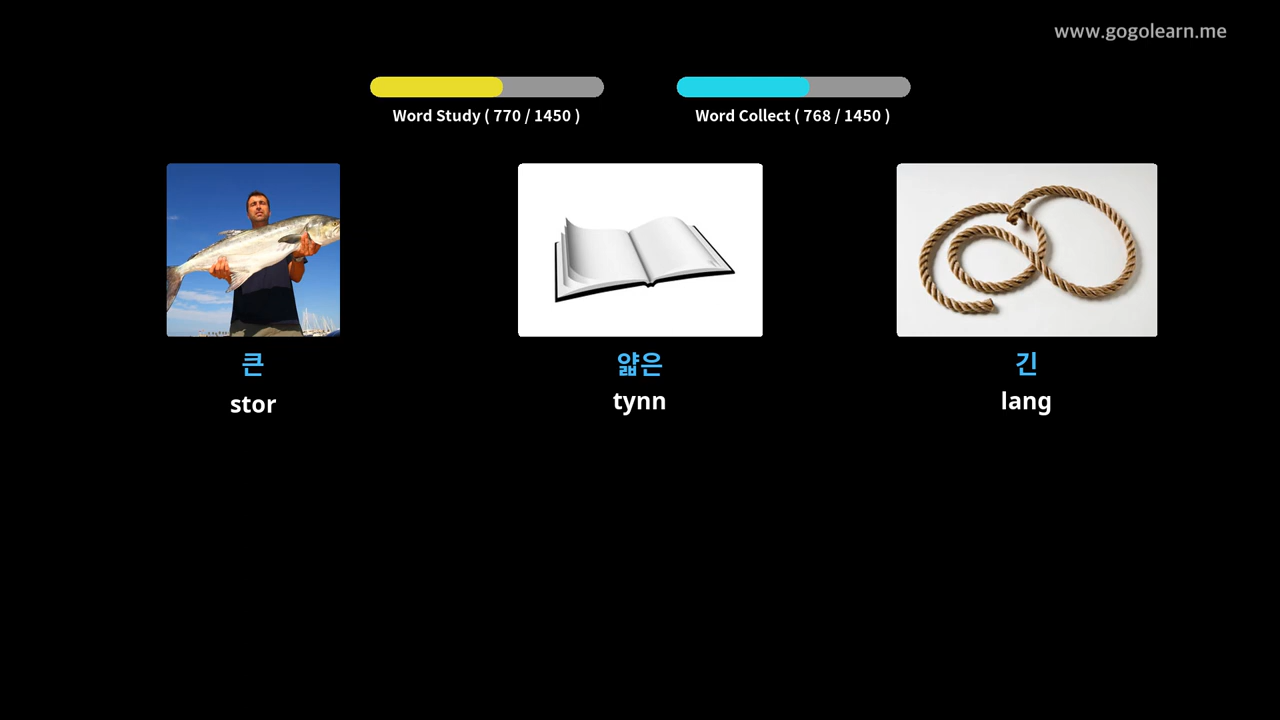 www.gogolearn.me
Word Study ( 770 / 1450 )
Word Collect ( 768 / 1450 )
큰
얇은
긴
stor
tynn
lang